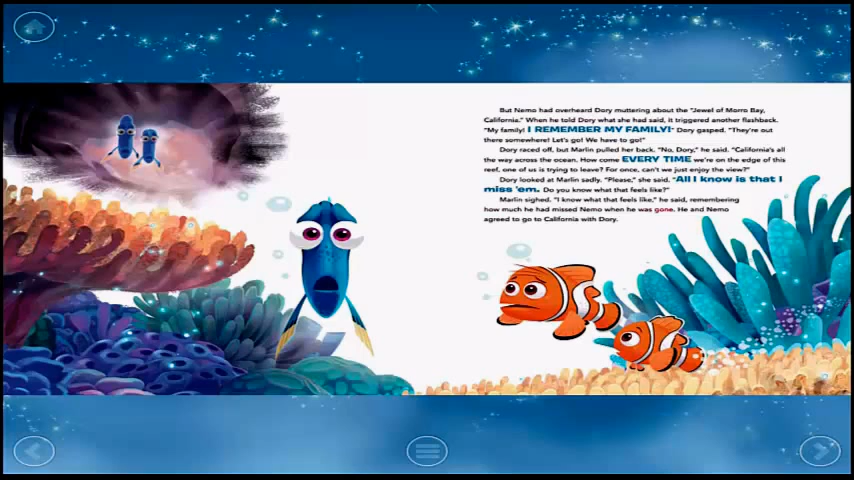 But Nemo had overheard Dory muttering about the "Jewel of Morro Bay,
California." When he told Dory what she had said, it triggered another flashback.
"My family! I REMEMBER MY FAMILY!" Dory gasped. "They're out
there somewhere! Let's go! We have to go!"
Dory raced off, but Marlin pulled her back. "No, Dory," he said. "California's all
the way across the ocean. How come EVERY TIME we're on the edge of this
reef, one of us is trying to leave? For once, can't we just enjoy the view?"
Dory looked at Marlin sadly. "Please," she said. "All I know is that I
miss 'em. Do you know what that feels like?"
Marlin sighed. "I know what that feels like," he said, remembering
how much he had missed Nemo when he was gone. He and Nemo
agreed to go to California with Dory.